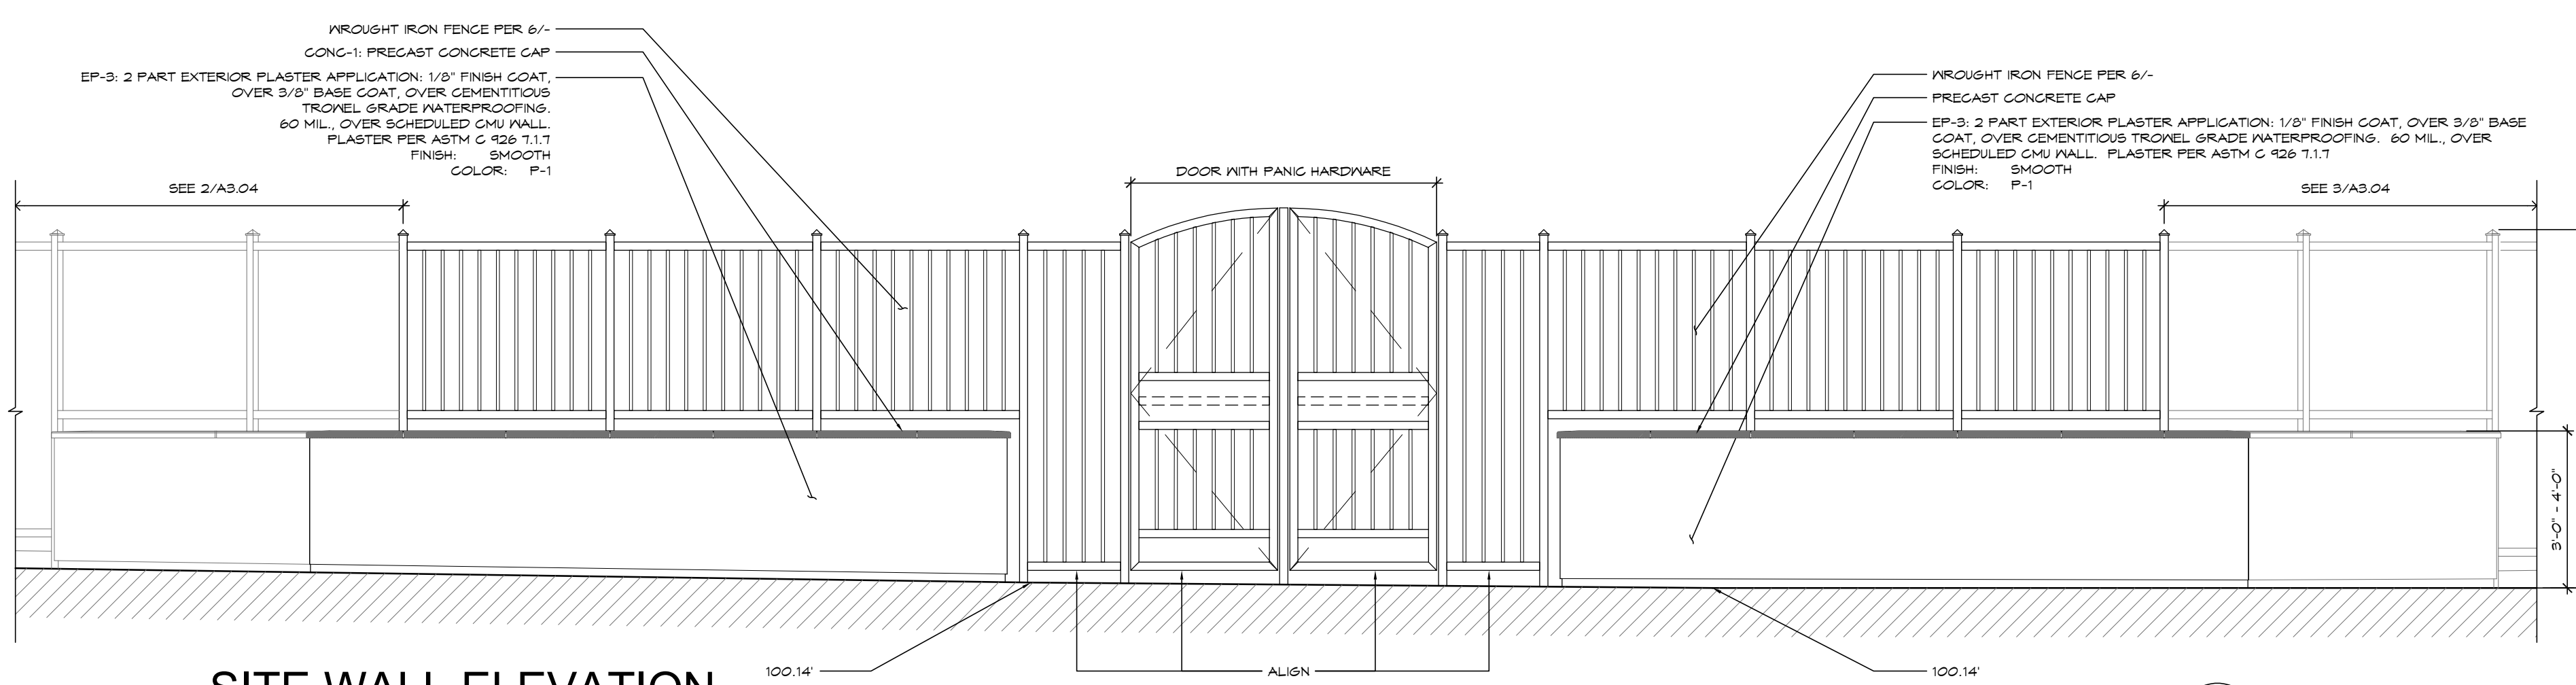 WROUGHT IRON FENCE PER 6/-
CONC-1: PRECAST CONCRETE CAP
EP-3: 2 PART EXTERIOR PLASTER APPLICATION: 1/8" FINISH COAT,
OVER 3/8" BASE COAT, OVER CEMENTITIOUS
TROWEL GRADE WATERPROOFING.
60 MIL., OVER SCHEDULED CMU WALL.
PLASTER PER ASTM C 926 7.1.7
FINISH: SMOOTH
COLOR: P-1
SEE 2/A3.04
DOOR WITH PANIC HARDWARE
WROUGHT IRON FENCE PER 6/-
PRECAST CONCRETE CAP
EP-3: 2 PART EXTERIOR PLASTER APPLICATION: 1/8" FINISH COAT, OVER 3/8" BASE
COAT, OVER CEMENTITIOUS TROWEL GRADE WATERPROOFING. 60 MIL., OVER
SCHEDULED CMU WALL. PLASTER PER ASTM C 926 7.1.7
FINISH: SMOOTH
COLOR: P-1
SEE 3/A3.04
3'-0" - 4'-0"
100.14'
ALIGN
100.14'
SITE WALL ELEVATION